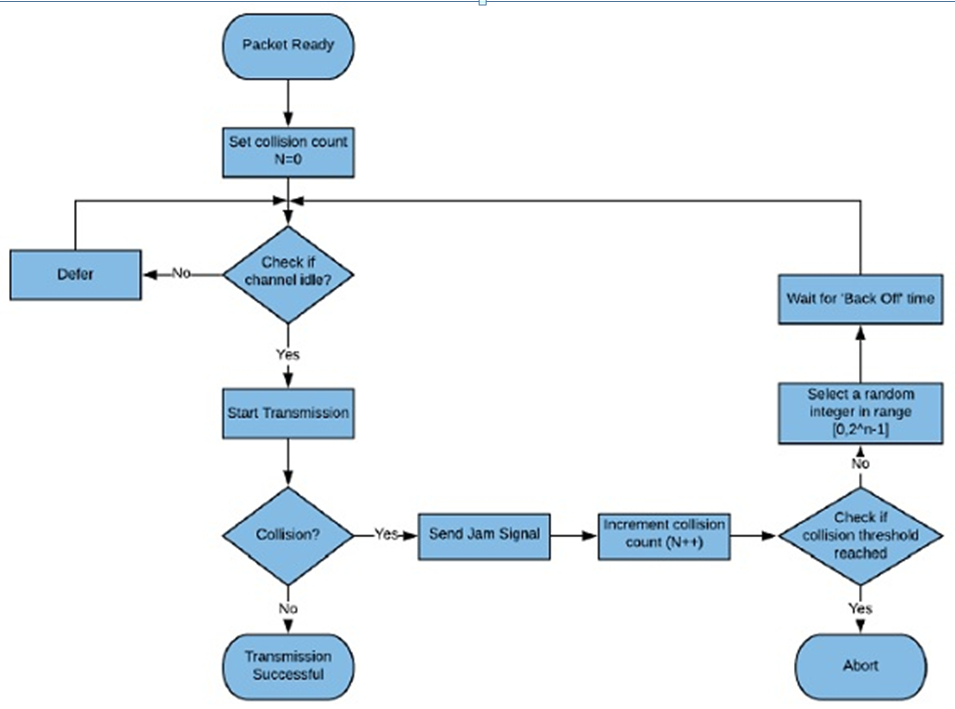 Packet Ready
Set collision count
N=0
Check if
channel idle?
No
Defer
Yes
Start Transmission
Collision?
Yes
Send Jam Signal
Increment collision
count (N++)
Check if
collision threshold
reached
No
Select a random
integer in range
[0,2^n-1]
Wait for 'Back Off' time
Yes
Abort
No
Transmission
Successful